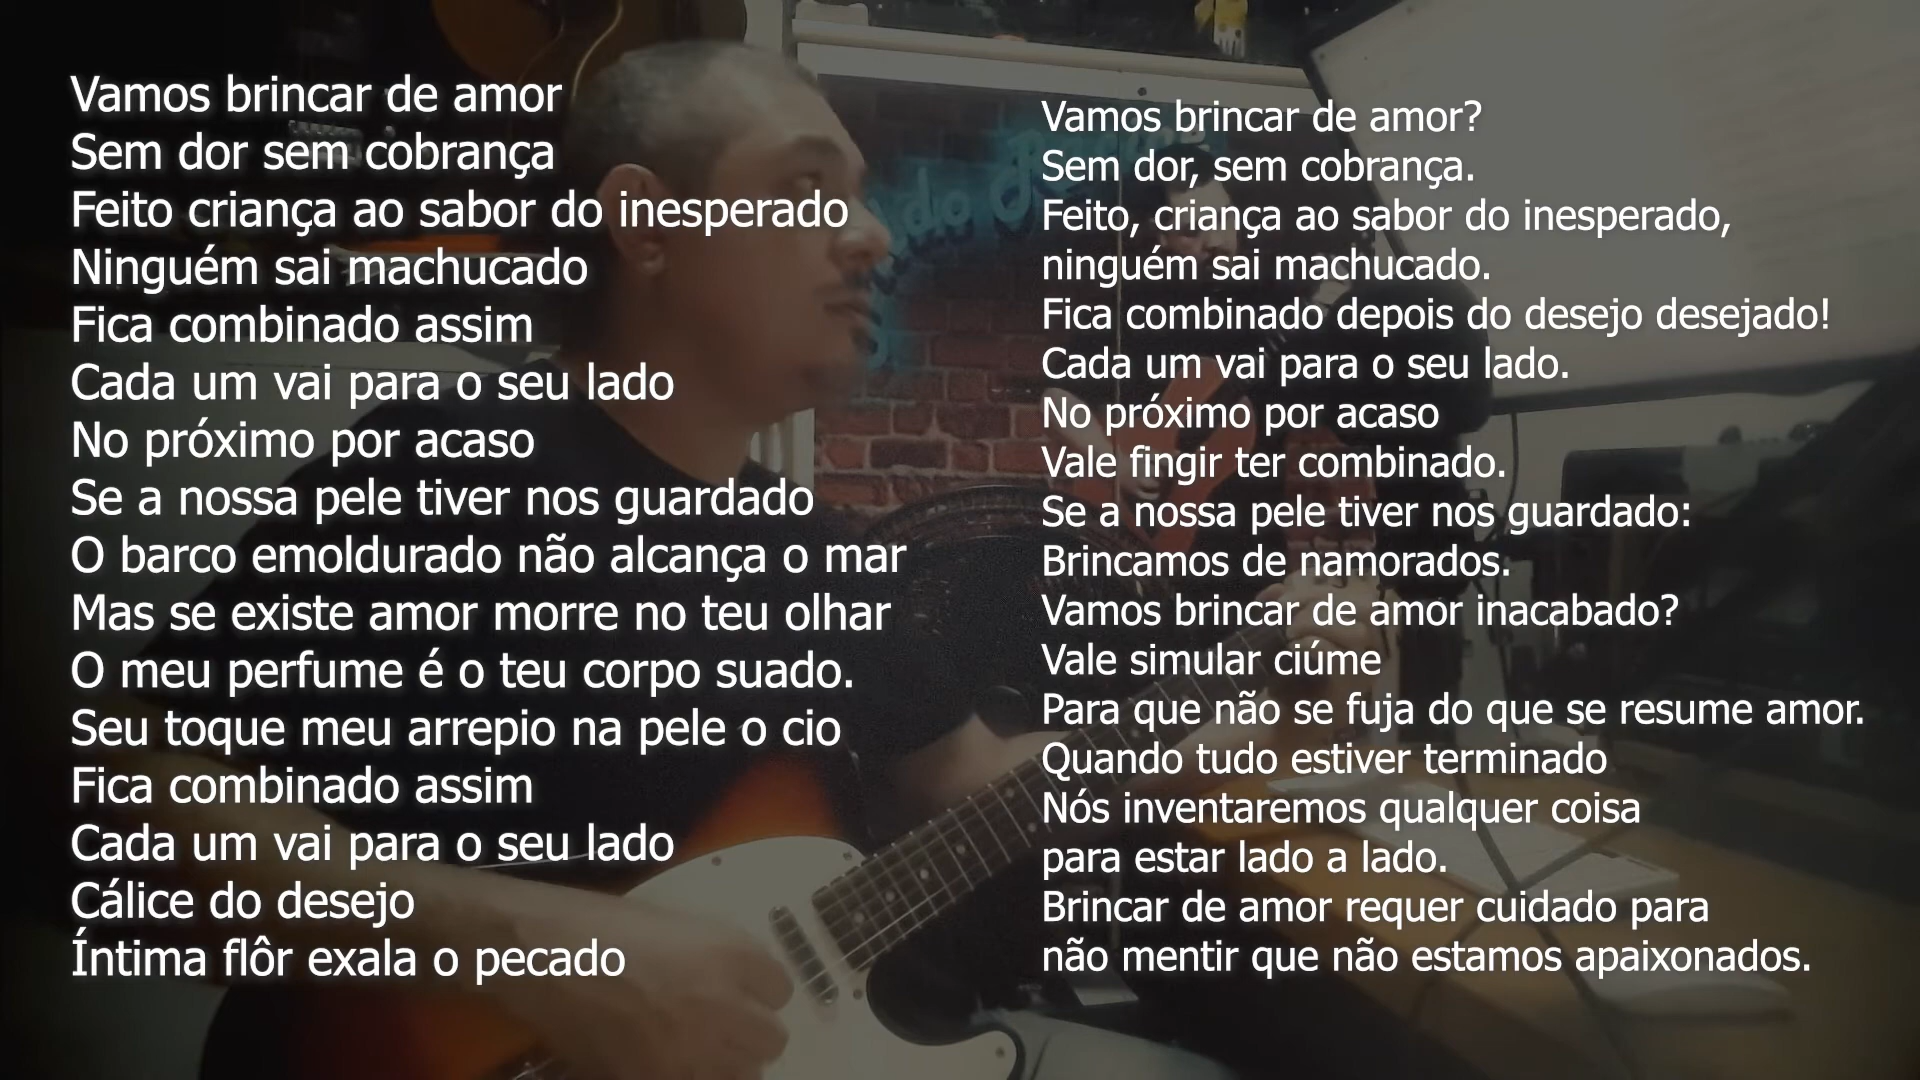 Vamos brincar de amor
Sem dor sem cobrança
Feito criança ao sabor do inesperado
Ninguém sai machucado
Fica combinado assim
Cada um vai para o seu lado
No próximo por acaso
Se a nossa pele tiver nos guardado
O barco emoldurado não alcança o mar
Mas se existe amor morre no teu olhar
O meu perfume é o teu corpo suado.
Seu toque meu arrepio na pele o cio
Fica combinado assim
Cada um vai para o seu lado
Cálice do desejo
Íntima flôr exala o pecado
Vamos brincar de amor?
Sem dor, sem cobrança.
Feito, criança ao sabor do inesperado,
ninguém sai machucado.
Fica combinado depois do desejo desejado!
Cada um vai para o seu lado.
No próximo por acaso
Vale fingir ter combinado.
Se a nossa pele tiver nos guardado:
Brincamos de namorados.
Vamos brincar de amor inacabado?
Vale simular ciúme
Para que não se fuja do que se resume amor.
Quando tudo estiver terminado
Nós inventaremos qualquer coisa
para estar lado a lado.
Brincar de amor requer cuidado para
não mentir que não estamos apaixonados.